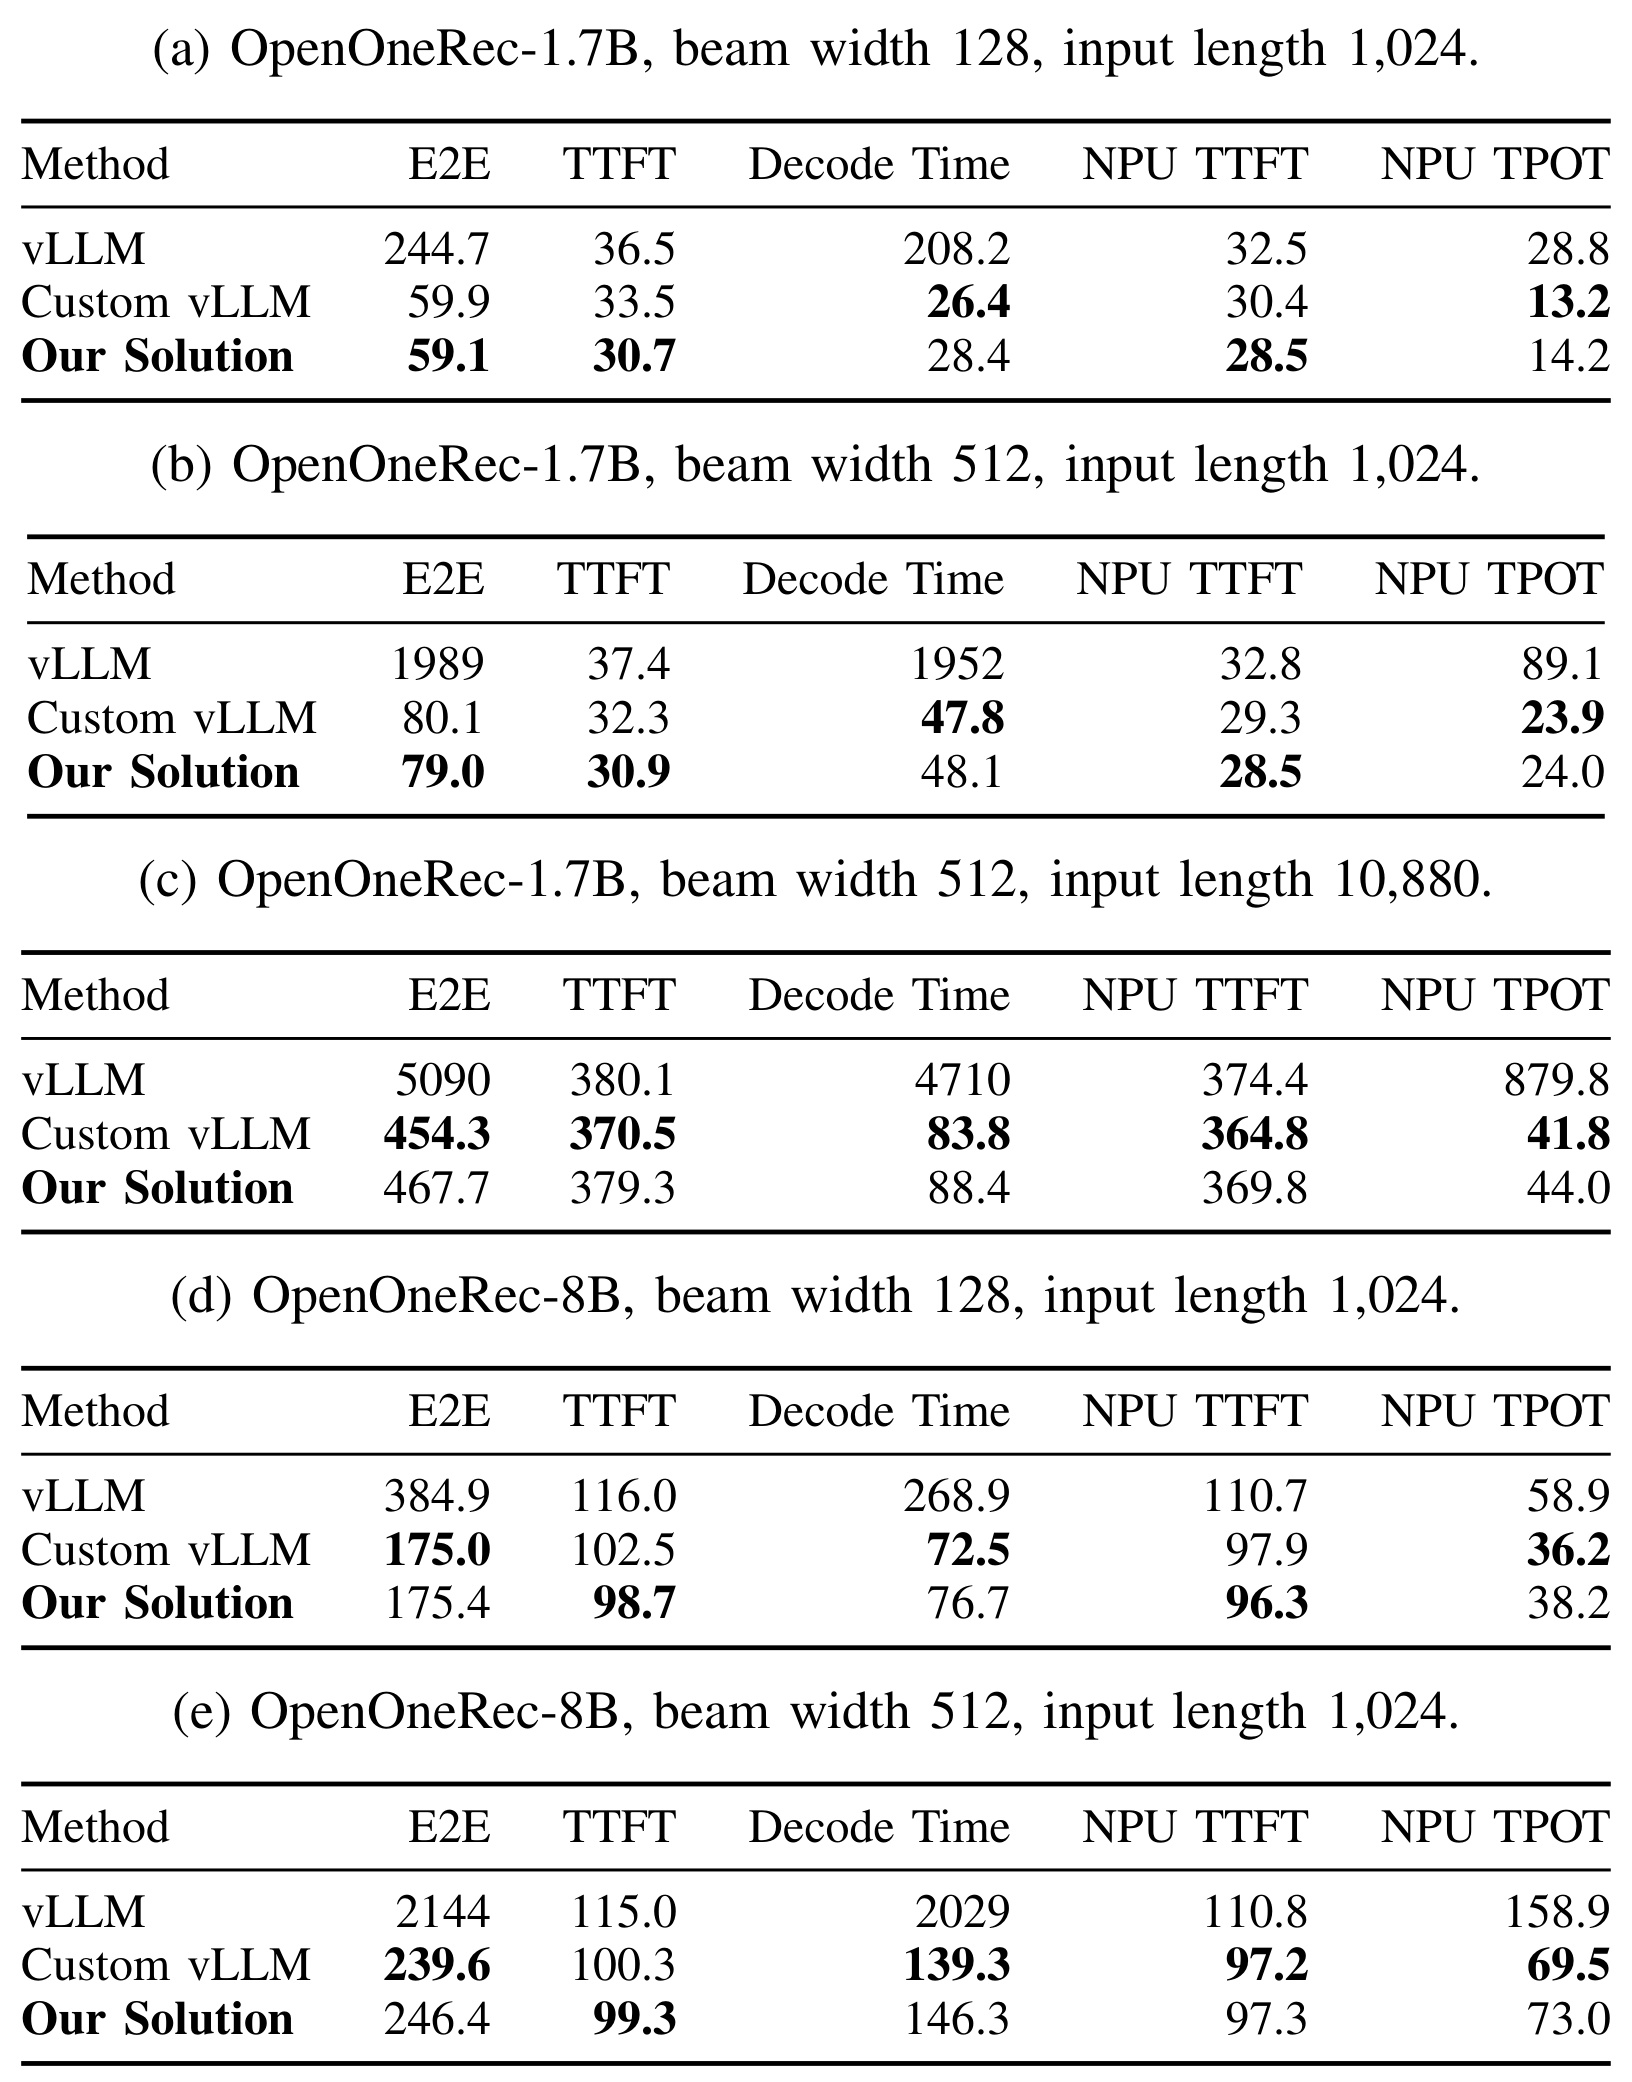 (a) OpenOneRec-1.7B, beam width 128, input length 1,024.
Method E2E TTFT Decode Time NPU TTFT NPU TPOT
vLLM 244.7 36.5 208.2 32.5 28.8
Custom vLLM 59.9 33.5 26.4 30.4 13.2
Our Solution 59.1 30.7 28.4 28.5 14.2
(b) OpenOneRec-1.7B, beam width 512, input length 1,024.
Method E2E TTFT Decode Time NPU TTFT NPU TPOT
vLLM 1989 37.4 1952 32.8 89.1
Custom vLLM 80.1 32.3 47.8 29.3 23.9
Our Solution 79.0 30.9 48.1 28.5 24.0
(c) OpenOneRec-1.7B, beam width 512, input length 10,880.
Method E2E TTFT Decode Time NPU TTFT NPU TPOT
vLLM 5090 380.1 4710 374.4 879.8
Custom vLLM 454.3 370.5 83.8 364.8 41.8
Our Solution 467.7 379.3 88.4 369.8 44.0
(d) OpenOneRec-8B, beam width 128, input length 1,024.
Method E2E TTFT Decode Time NPU TTFT NPU TPOT
vLLM 384.9 116.0 268.9 110.7 58.9
Custom vLLM 175.0 102.5 72.5 97.9 36.2
Our Solution 175.4 98.7 76.7 96.3 38.2
(e) OpenOneRec-8B, beam width 512, input length 1,024.
Method E2E TTFT Decode Time NPU TTFT NPU TPOT
vLLM 2144 115.0 2029 110.8 158.9
Custom vLLM 239.6 100.3 139.3 97.2 69.5
Our Solution 246.4 99.3 146.3 97.3 73.0